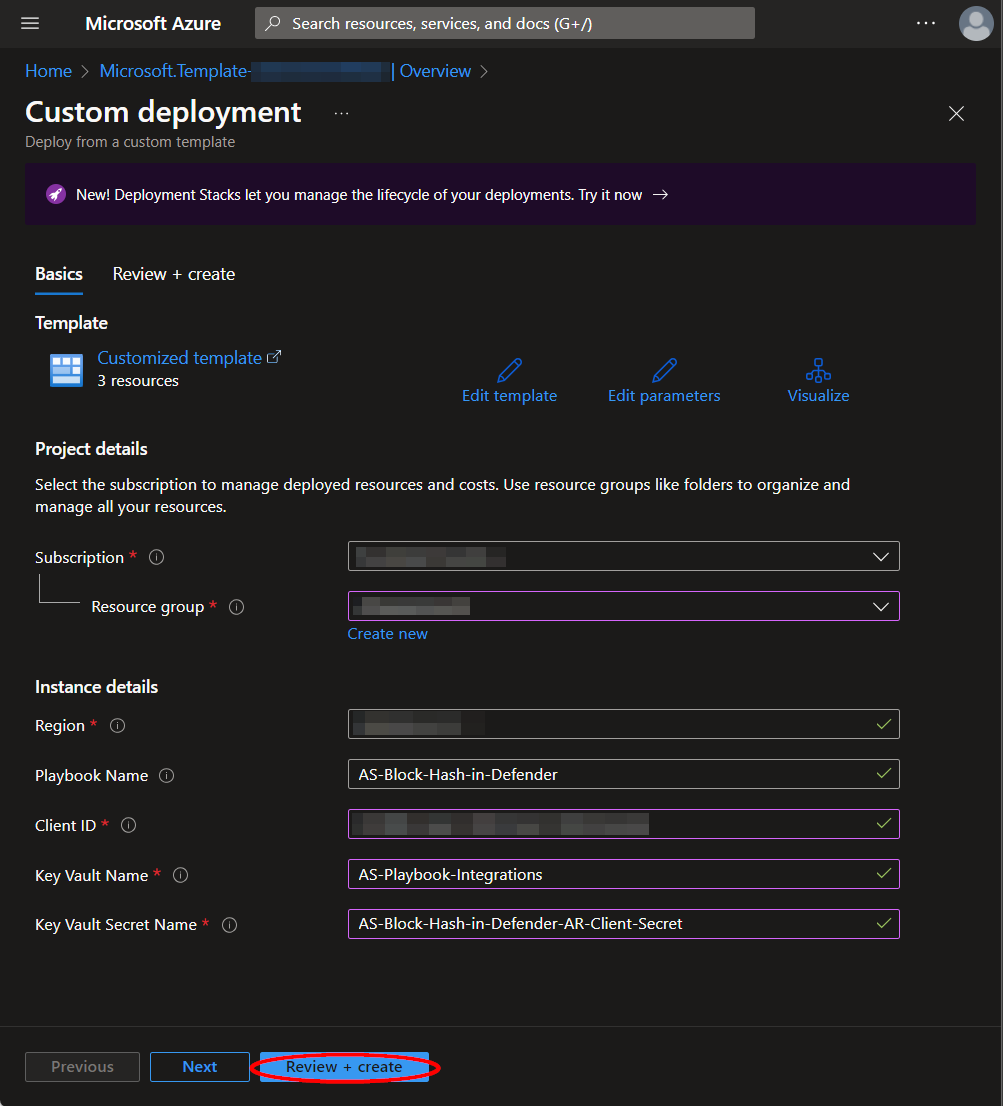 Microsoft Azure
Search resources, services, and docs (G+/)
...
Home > Microsoft.Template- | Overview >
Custom deployment ...
Deploy from a custom template
New! Deployment Stacks let you manage the lifecycle of your deployments. Try it now →
Basics Review + create
Template
Customized template
3 resources
Edit template Edit parameters Visualize
Project details
Select the subscription to manage deployed resources and costs. Use resource groups like folders to organize and
manage all your resources.
Subscription *
Resource group *
Create new
Instance details
Region *
Playbook Name AS-Block-Hash-in-Defender
Client ID *
Key Vault Name * AS-Playbook-Integrations
Key Vault Secret Name * AS-Block-Hash-in-Defender-AR-Client-Secret
Previous Next Review + create